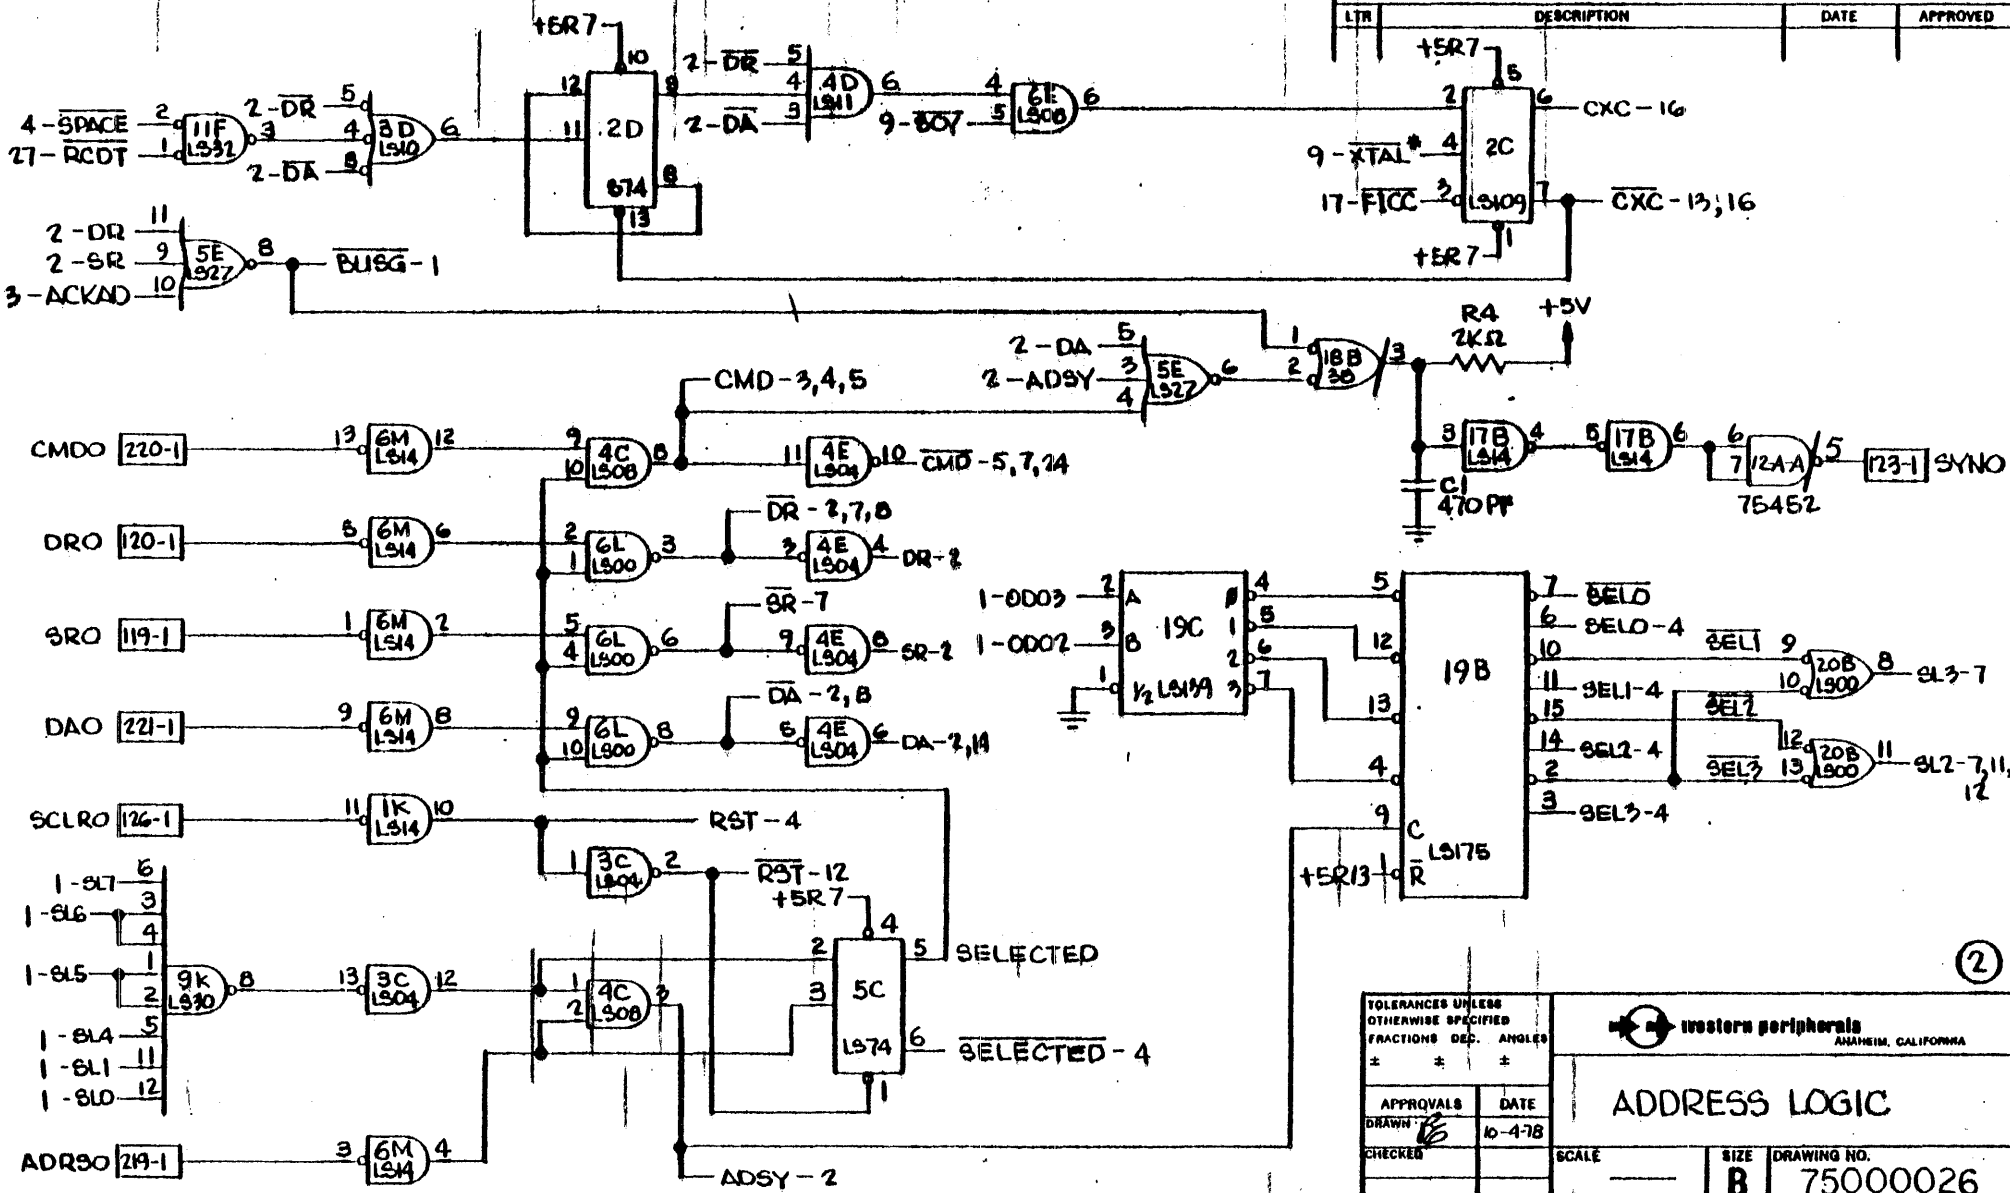 LTR DESCRIPTION DATE APPROVED
+5R7 10
12 9
11 2D
8
S74 13
2-DR 5
4 4D 6
2-DA 3 LS11
4 6E 6
9-BOY 5 LS08
+5R7 5
2 6 CXC-16
9-XTAL* 4 2C
17-FTCC 3 LS109 7 CXC-13,16
+5R7 1
4-SPACE 2 11F 3
27-RCDT 1 LS32
2-DR 5
4 3D 6
2-DA 3 LS10
2-DR 11
2-SR 9 5E 8 BUSG-1
3-ACKAD 10 LS27
2-DA 5
2-ADSY 3 5E 6
4 LS27
1 18B 3
2 38
R4
2KΩ
+5V
C1
470 PF
3 17B 4
LS14
5 17B 6
LS14
6 12A-A 5
7
75452
123-1 SYNO
CMD-3,4,5
CMDO 220-1 13 6M 12
LS14
9 4C 8
10 LS08
11 4E 10 CMD-5,7,14
LS04
DR-2,7,8
DRO 120-1 5 6M 6
LS14
2 6L 3
1 LS00
3 4E 4 DR-2
LS04
SR-7
SRO 119-1 1 6M 2
LS14
5 6L 6
4 LS00
9 4E 8 SR-2
LS04
DA-2,8
DAO 221-1 9 6M 8
LS14
9 6L 8
10 LS00
5 4E 6 DA-2,14
LS04
SCLRO 126-1 11 1K 10 RST-4
LS14
1 3C 2 RST-12
LS04
1-SL7 6
1-SL6 3
4
1-SL5 1
2 9K 8
LS30
1-SL4 5
1-SL1 11
1-SL0 12
13 3C 12
LS04
1 4C 3
2 LS08
+5R7 4
2 5 SELECTED
3 5C
LS74 6 SELECTED-4
1
ADRSO 219-1 3 6M 4
LS14
ADSY-2
1-OD03 2 A 0 4
1-OD02 3 B 19C 1 5
2 6
1 1/2 LS139 3 7
5 7 SEL0
6 SEL0-4
12 10 SEL1
19B 11 SEL1-4
13 15 SEL2
14 SEL2-4
4 2 SEL3
3 SEL3-4
9 C
LS175
+5R13 1 R
9 20B 8 SL3-7
10 LS00
12 20B 11 SL2-7,11,
13 LS00 12
2
TOLERANCES UNLESS
OTHERWISE SPECIFIED
FRACTIONS DEC. ANGLES
± ± ±
western peripherals
ANAHEIM, CALIFORNIA
APPROVALS DATE
DRAWN 10-4-78
CHECKED
ADDRESS LOGIC
SCALE
SIZE
B
DRAWING NO.
75000026